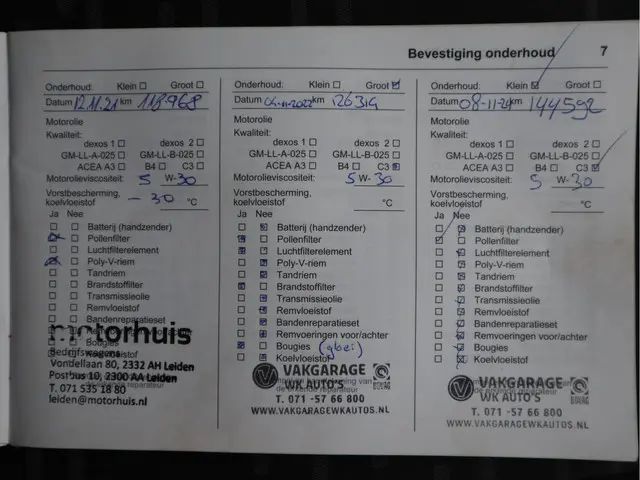 Bevestiging onderhoud 7
Onderhoud: Klein Groot
Datum 12.11.21 km 118.968
Motorolie
Kwaliteit:
dexos 1 dexos 2
GM-LL-A-025 GM-LL-B-025
ACEA A3 B4 C3
Motorolieviscositeit: 5 W-30
Vorstbescherming,
koelvloeistof - 30 °C
Ja Nee
Batterij (handzender)
Pollenfilter
Luchtfilterelement
Poly-V-riem
Tandriem
Brandstoffilter
Transmissieolie
Remvloeistof
Bandenreparatieset
motorhuis
Bedrijfswagens
Vondellaan 80, 2332 AH Leiden
Postbus 10, 2300 AA Leiden
T. 071 535 18 80
leiden@motorhuis.nl
Onderhoud: Klein Groot
Datum 04-11-2022 km 126319
Motorolie
Kwaliteit:
dexos 1 dexos 2
GM-LL-A-025 GM-LL-B-025
ACEA A3 B4 C3
Motorolieviscositeit: 5 W-30
Vorstbescherming,
koelvloeistof °C
Ja Nee
Batterij (handzender)
Pollenfilter
Luchtfilterelement
Poly-V-riem
Tandriem
Brandstoffilter
Transmissieolie
Remvloeistof
Bandenreparatieset
Remvoeringen voor/achter
Bougies
Koelvloeistof
VAKGARAGE
WK AUTO'S
BOVAG
T. 071 -57 66 800
WWW.VAKGARAGEWKAUTOS.NL
Onderhoud: Klein Groot
Datum 08-11-24 km 144592
Motorolie
Kwaliteit:
dexos 1 dexos 2
GM-LL-A-025 GM-LL-B-025
ACEA A3 B4 C3
Motorolieviscositeit: 5 W-30
Vorstbescherming,
koelvloeistof °C
Ja Nee
Batterij (handzender)
Pollenfilter
Luchtfilterelement
Poly-V-riem
Tandriem
Brandstoffilter
Transmissieolie
Remvloeistof
Bandenreparatieset
Remvoeringen voor/achter
Bougies
Koelvloeistof
VAKGARAGE
WK AUTO'S
BOVAG
T. 071 -57 66 800
WWW.VAKGARAGEWKAUTOS.NL